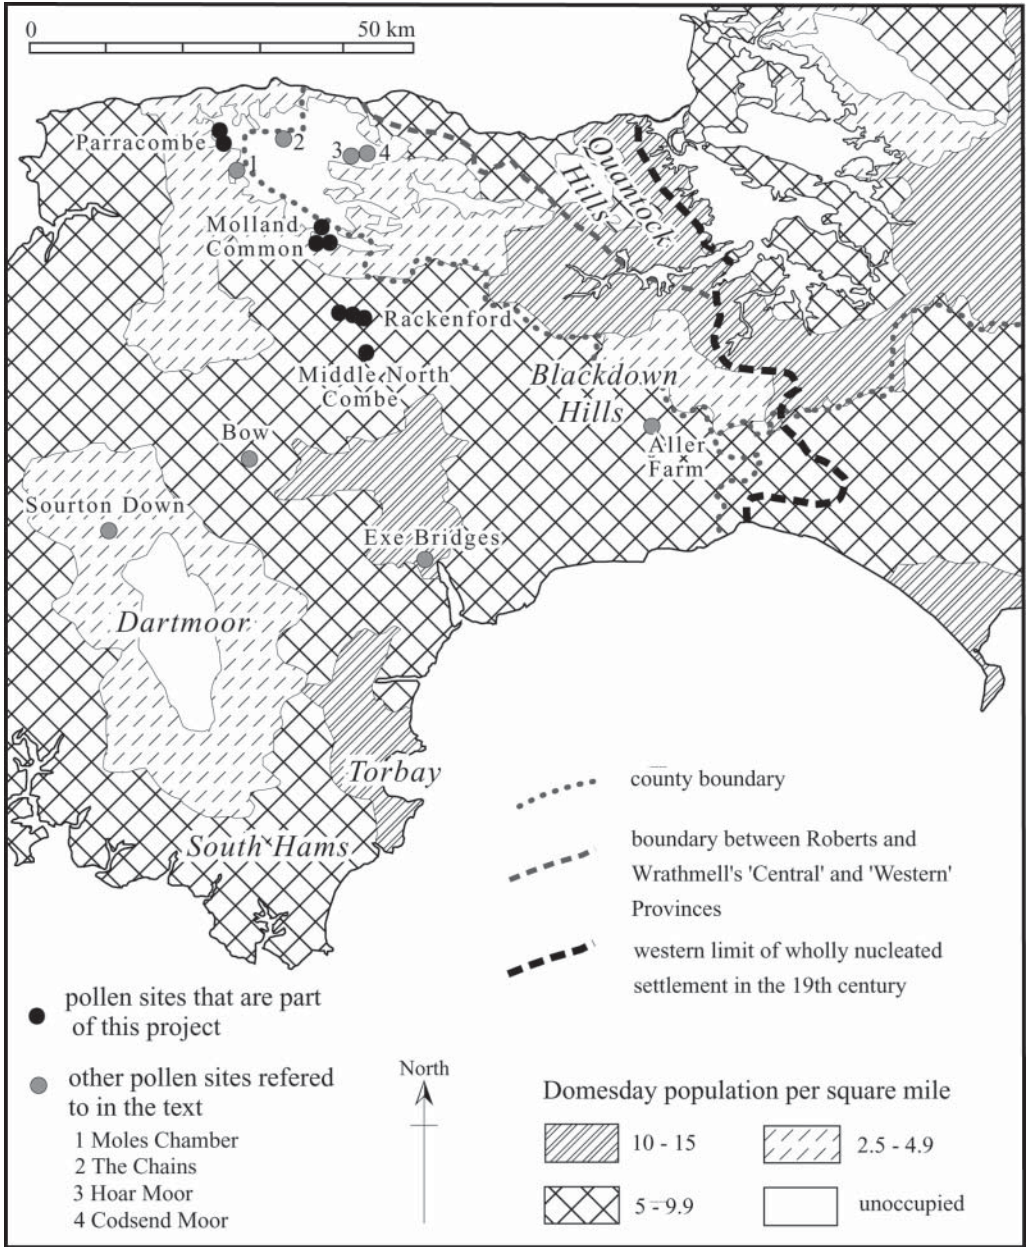 0
50 km
Parracombe
1
2
3
4
Quantock
Hills
Molland
Common
Rackenford
Middle North
Combe
Blackdown
Hills
Bow
Aller
Farm
Sourton Down
Exe Bridges
Dartmoor
Torbay
South Hams
county boundary
boundary between Roberts and
Wrathmell's 'Central' and 'Western'
Provinces
western limit of wholly nucleated
settlement in the 19th century
pollen sites that are part
of this project
other pollen sites refered
to in the text
1 Moles Chamber
2 The Chains
3 Hoar Moor
4 Codsend Moor
North
Domesday population per square mile
10 - 15
2.5 - 4.9
5 - 9.9
unoccupied